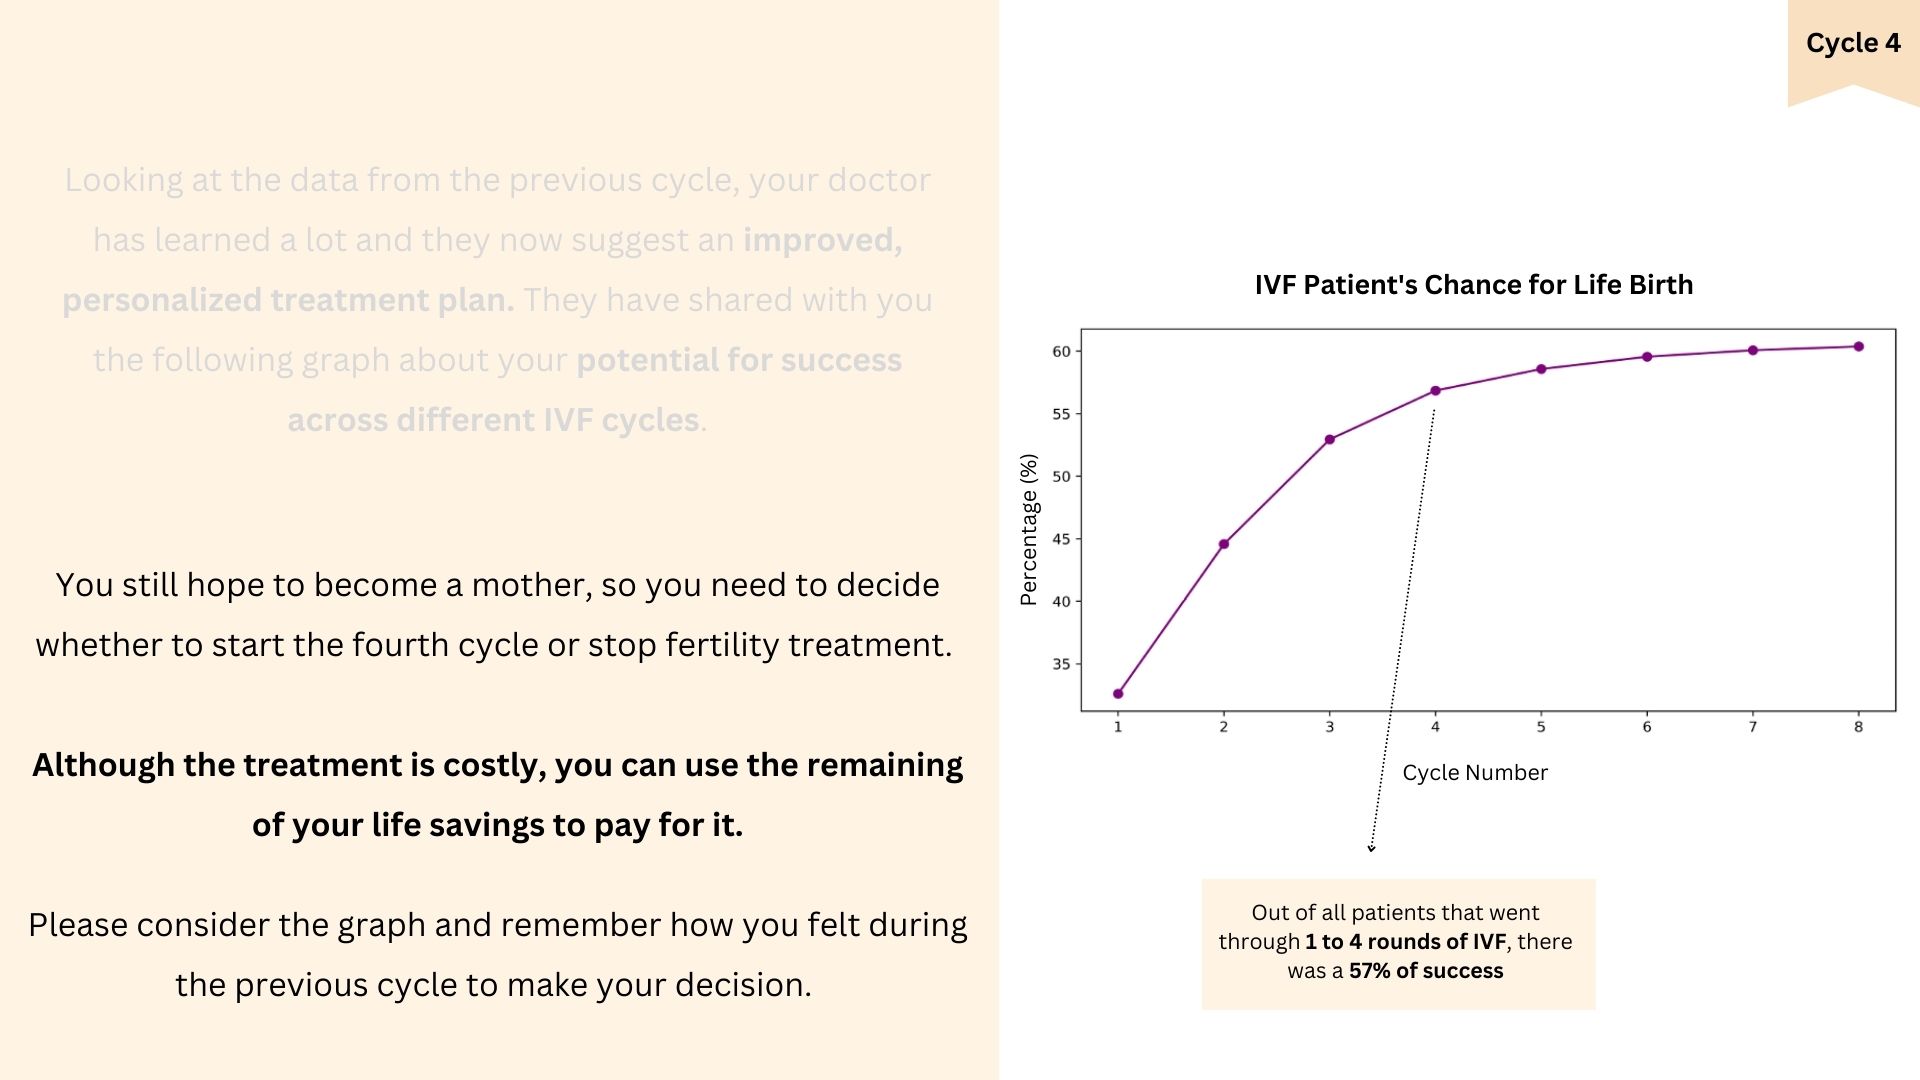 Cycle 4
Looking at the data from the previous cycle, your doctor
has learned a lot and they now suggest an improved,
personalized treatment plan. They have shared with you
the following graph about your potential for success
across different IVF cycles.
You still hope to become a mother, so you need to decide
whether to start the fourth cycle or stop fertility treatment.
Although the treatment is costly, you can use the remaining
of your life savings to pay for it.
Please consider the graph and remember how you felt during
the previous cycle to make your decision.
IVF Patient's Chance for Life Birth
Percentage (%)
60
55
50
45
40
35
1 2 3 4 5 6 7 8
Cycle Number
Out of all patients that went
through 1 to 4 rounds of IVF, there
was a 57% of success